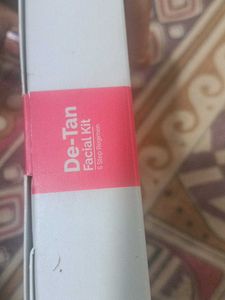 De-Tan
Facial Kit
6 Step Regimen